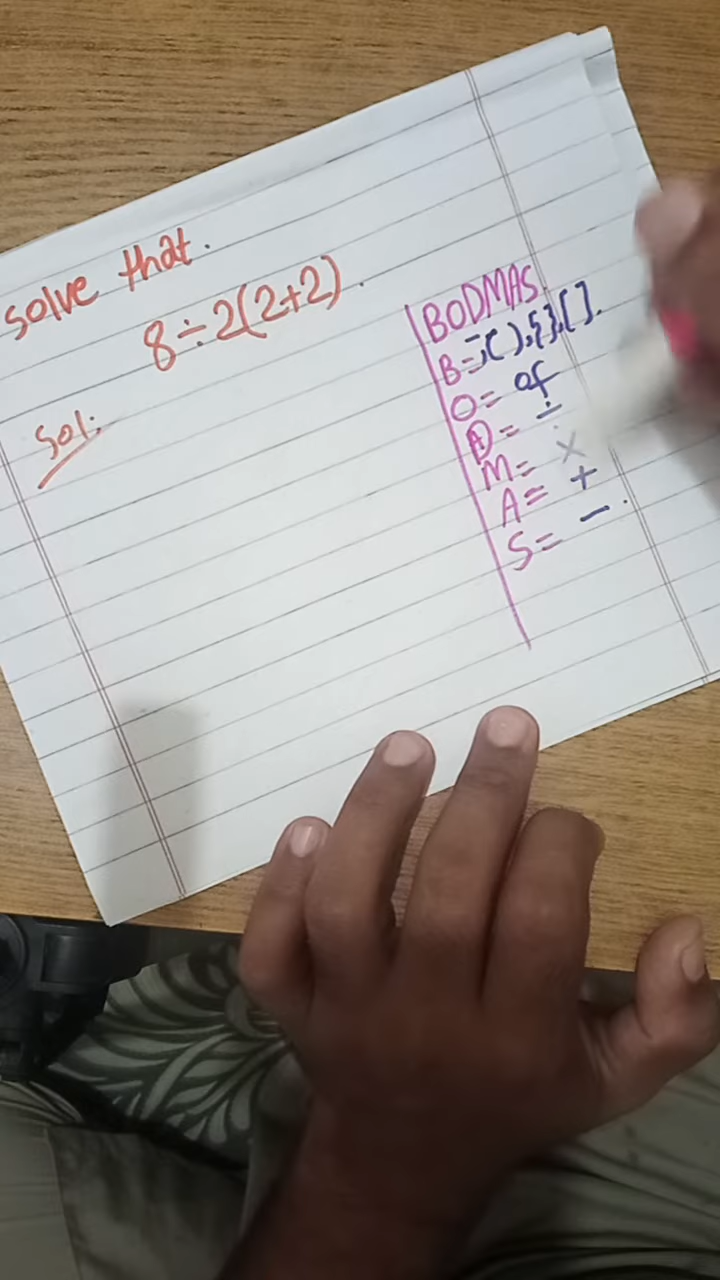 solve that.
8÷2(2+2).
Sol:
BODMAS
B=-,( ),{ },[ ].
O= of
D= ÷
M= ×
A= +
S= - .